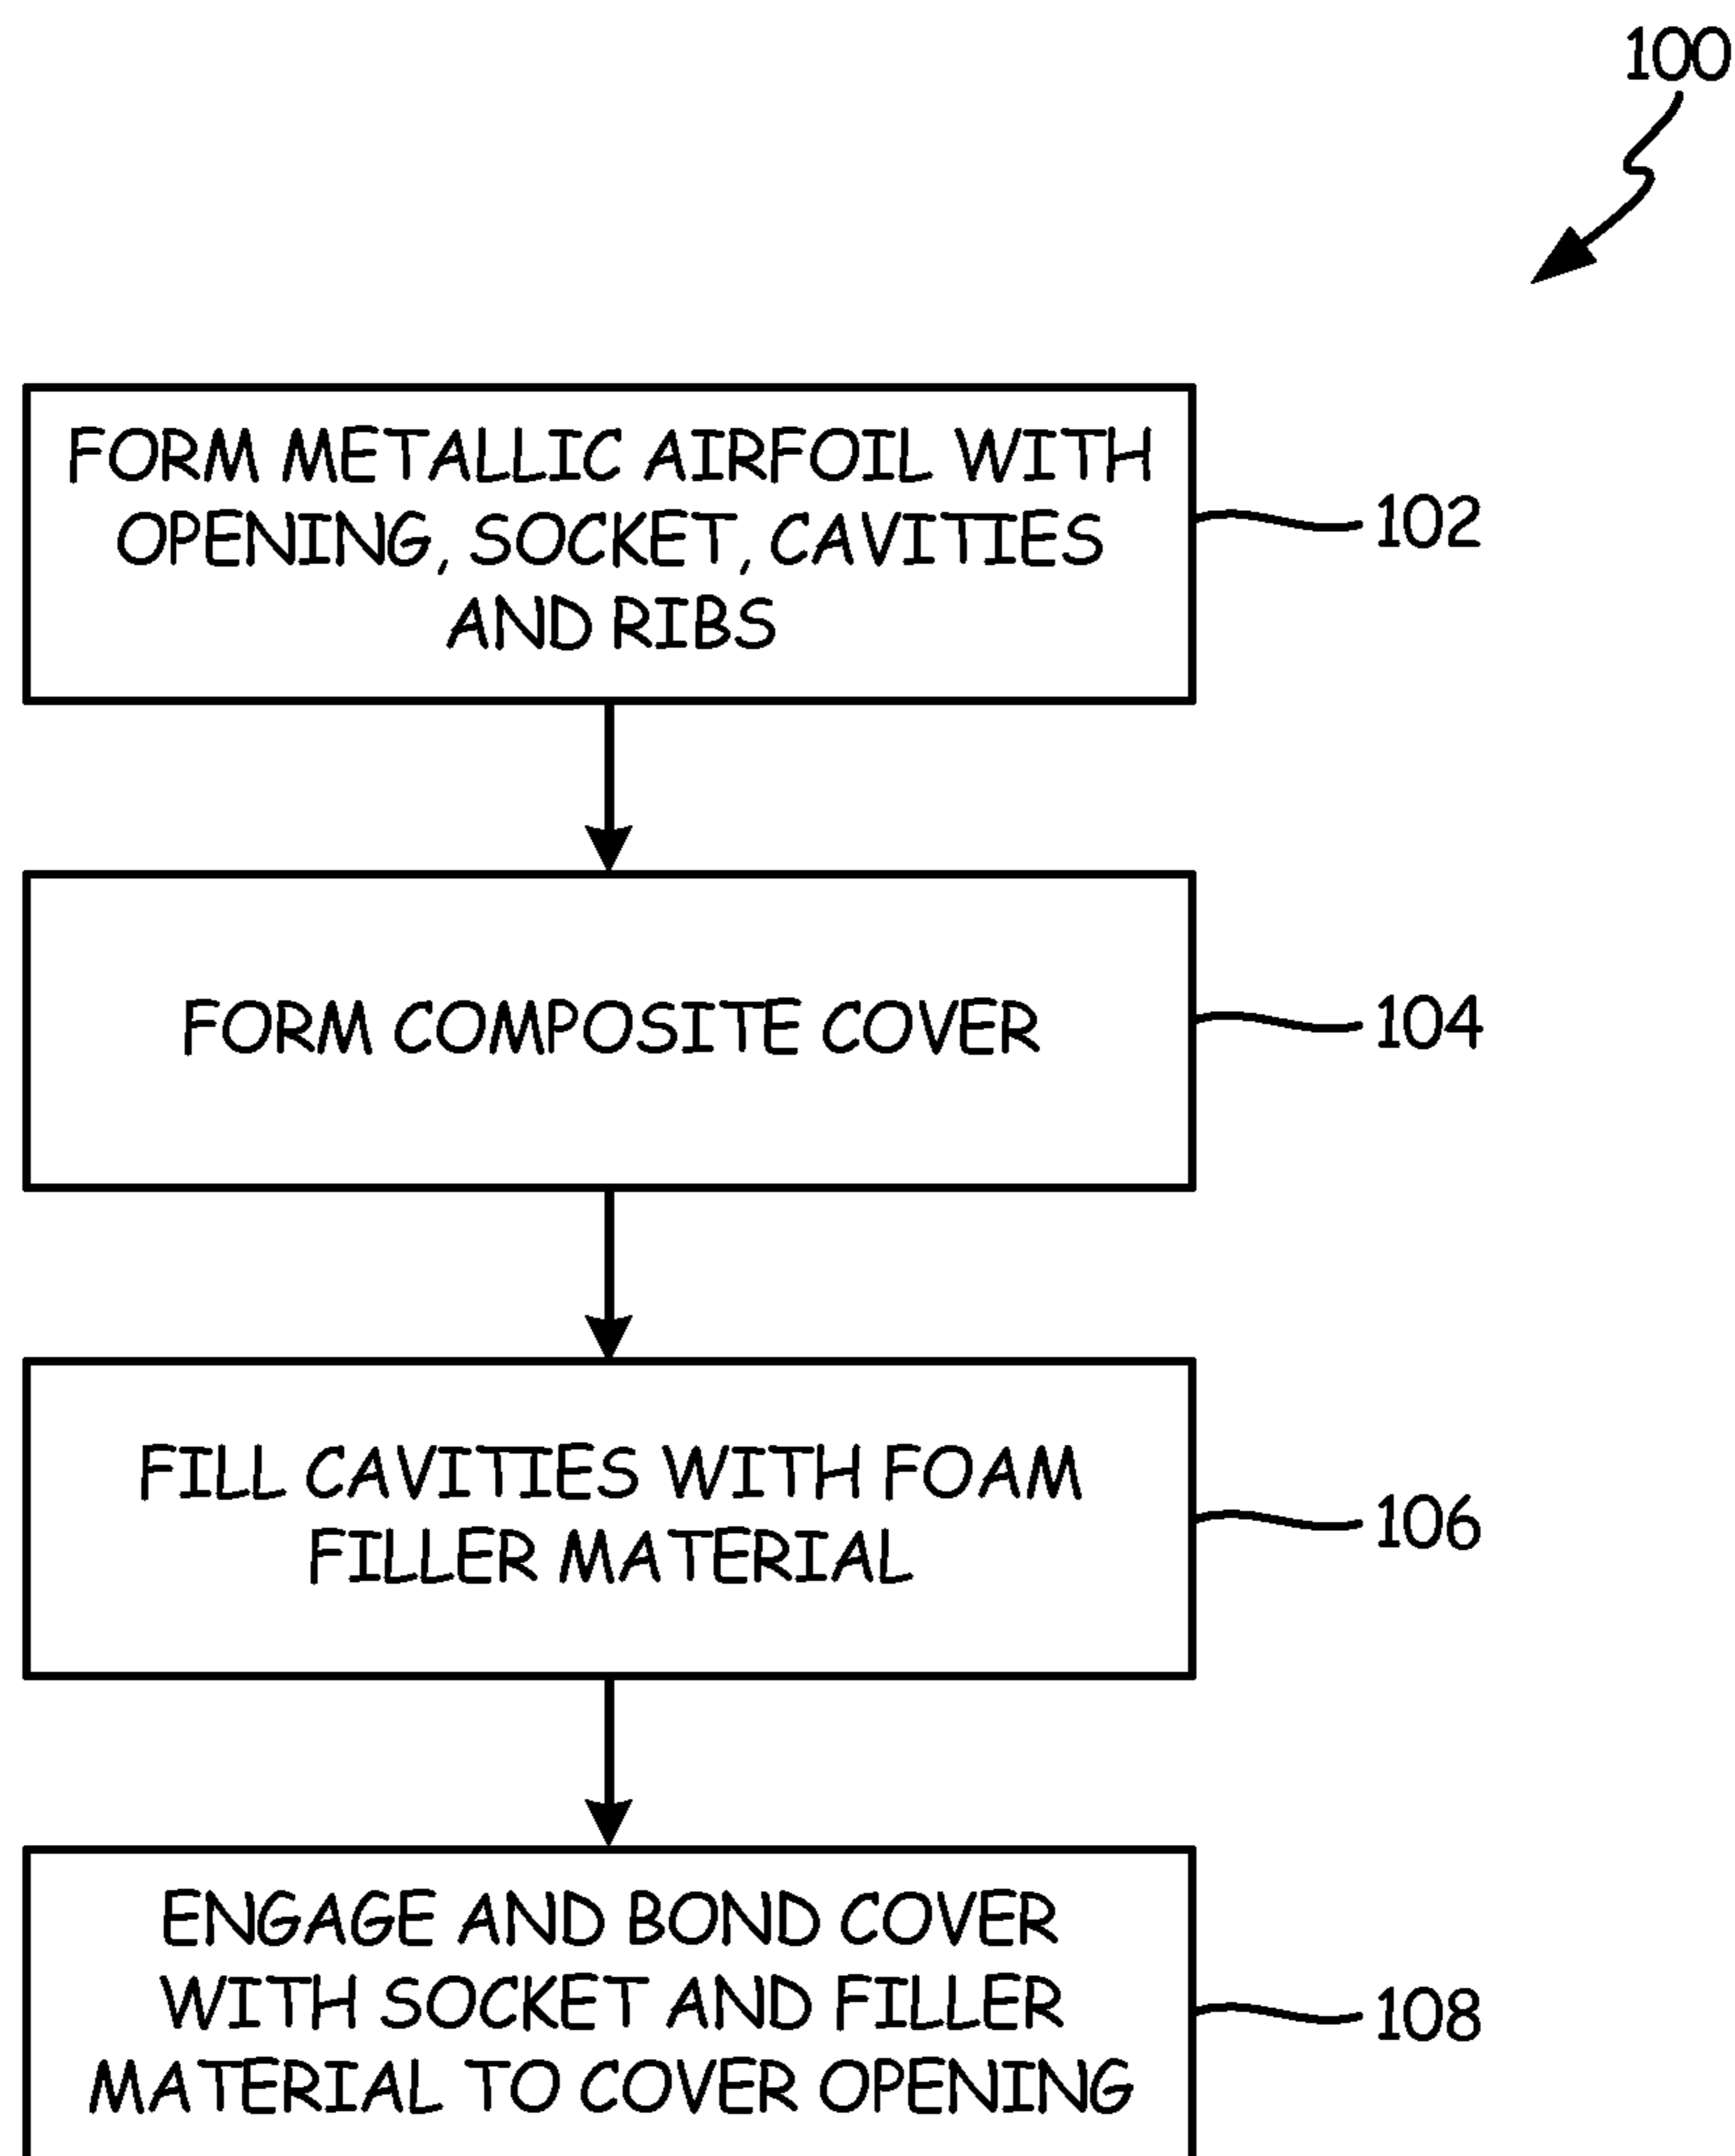 100
FORM METALLIC AIRFOIL WITH
OPENING, SOCKET, CAVITIES
AND RIBS
102
FORM COMPOSITE COVER
104
FILL CAVITIES WITH FOAM
FILLER MATERIAL
106
ENGAGE AND BOND COVER
WITH SOCKET AND FILLER
MATERIAL TO COVER OPENING
108